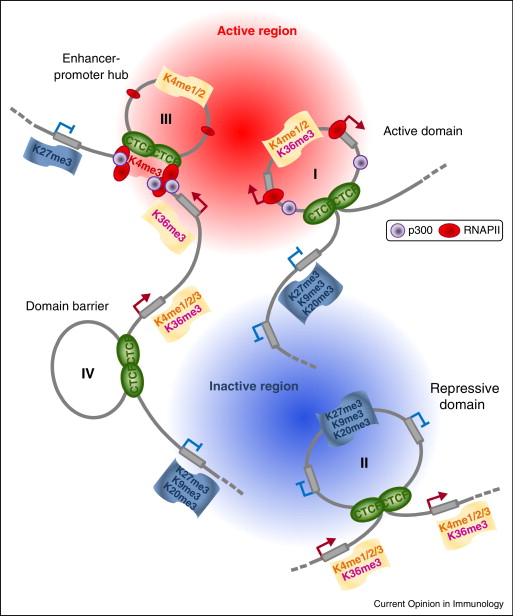 Active region
Enhancer-
promoter hub
K4me1/2
III
CTCF
CTCF
K4me3
K27me3
K36me3
Active domain
K4me1/2
K36me3
I
CTCF
CTCF
p300
RNAPII
K27me3
K9me3
K20me3
Domain barrier
K4me1/2/3
K36me3
IV
CTCF
CTCF
K27me3
K9me3
K20me3
Inactive region
Repressive
domain
K27me3
K9me3
K20me3
II
CTCF
CTCF
K4me1/2/3
K36me3
K4me1/2/3
K36me3
Current Opinion in Immunology